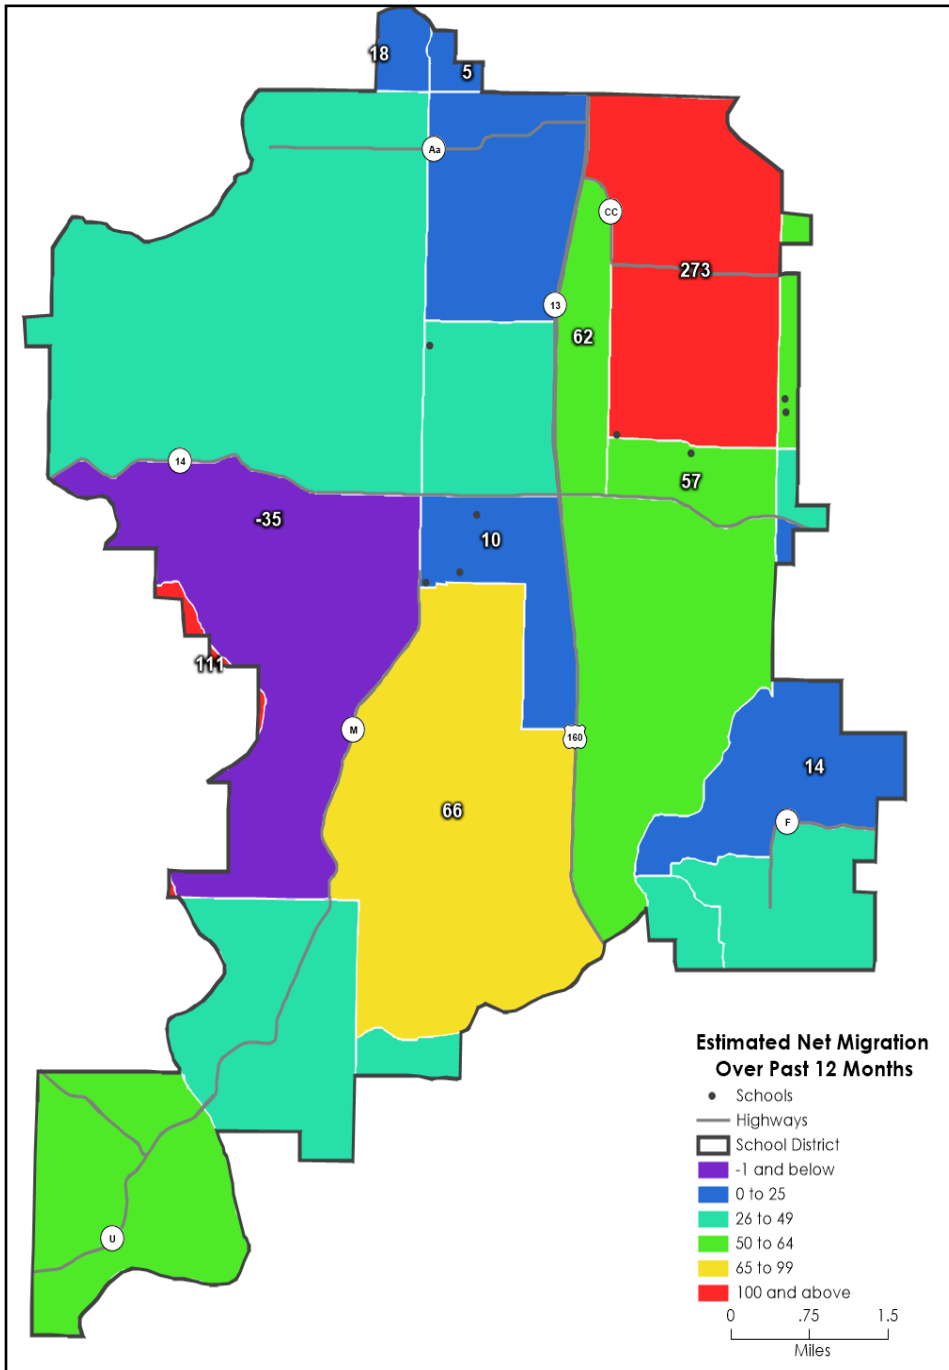 18
5
Aa
CC
273
13
62
14
57
-35
10
111
M
160
14
66
F
U
Estimated Net Migration
Over Past 12 Months
Schools
Highways
School District
-1 and below
0 to 25
26 to 49
50 to 64
65 to 99
100 and above
0 .75 1.5
Miles